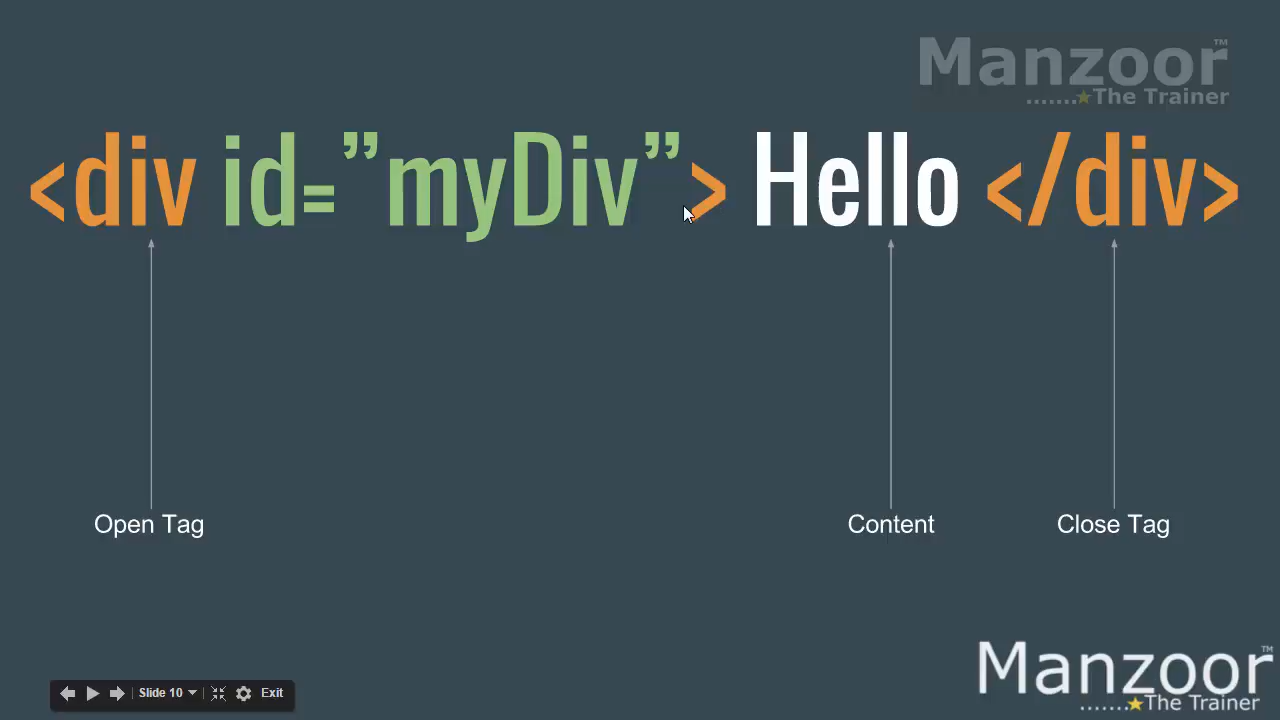 Manzoor™
.......★The Trainer
<div id=”myDiv”> Hello </div>
Open Tag
Content
Close Tag
Manzoor™
.......★The Trainer
Slide 10
Exit